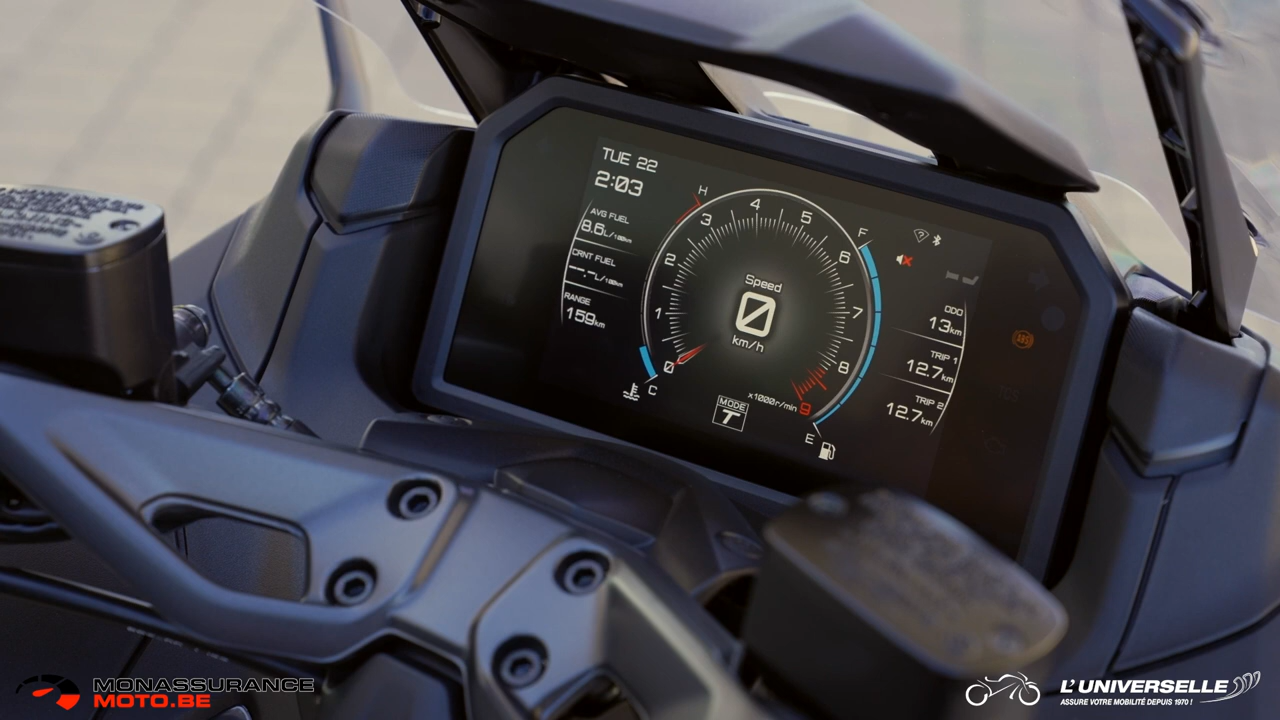 TUE 22
2:03
AVG FUEL
8.6L/100km
CRNT FUEL
--.-L/100km
RANGE
159km
H
C
0
1
2
3
4
5
6
7
8
9
x1000r/min
Speed
0
km/h
MODE
T
F
E
ODO
13km
TRIP 1
12.7km
TRIP 2
12.7km
MONASSURANCE
MOTO.BE
L'UNIVERSELLE
ASSURE VOTRE MOBILITÉ DEPUIS 1970 !